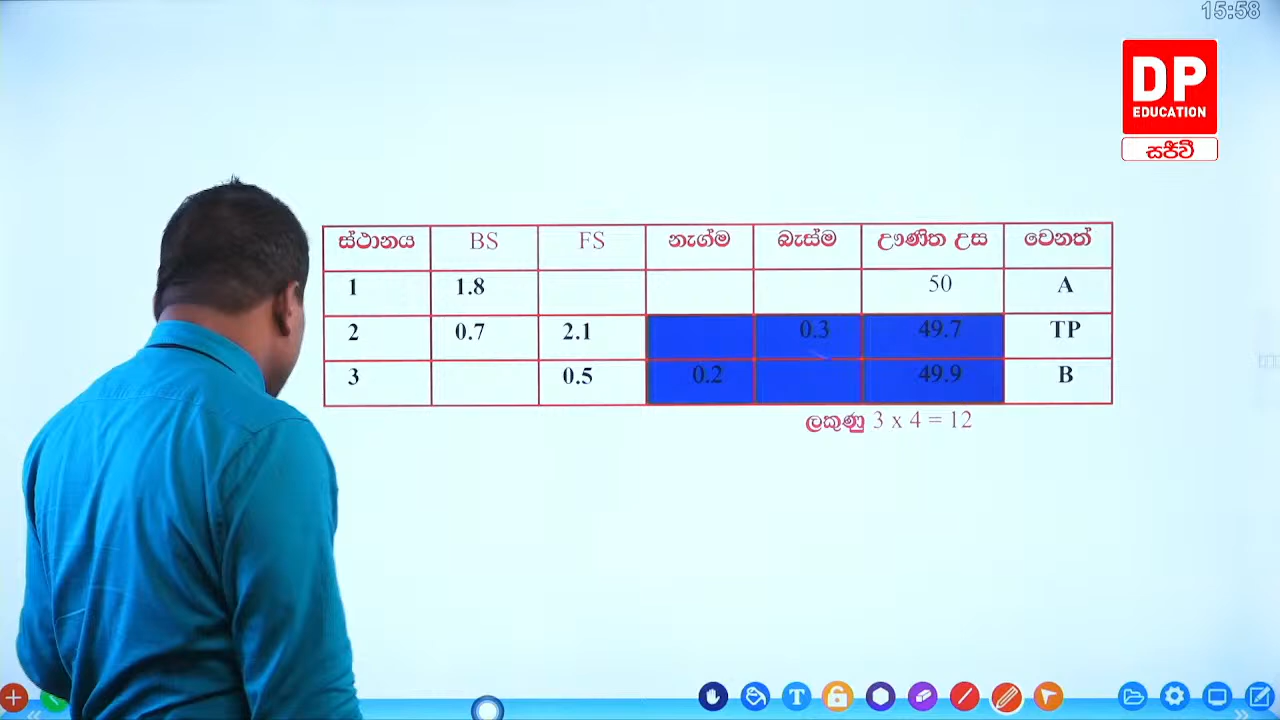 15:58
DP
EDUCATION
සජීවී
ස්ථානය BS FS නැග්ම බැස්ම ඌණිත උස වෙනත්
1 1.8 50 A
2 0.7 2.1 0.3 49.7 TP
3 0.5 0.2 49.9 B
ලකුණු 3 x 4 = 12